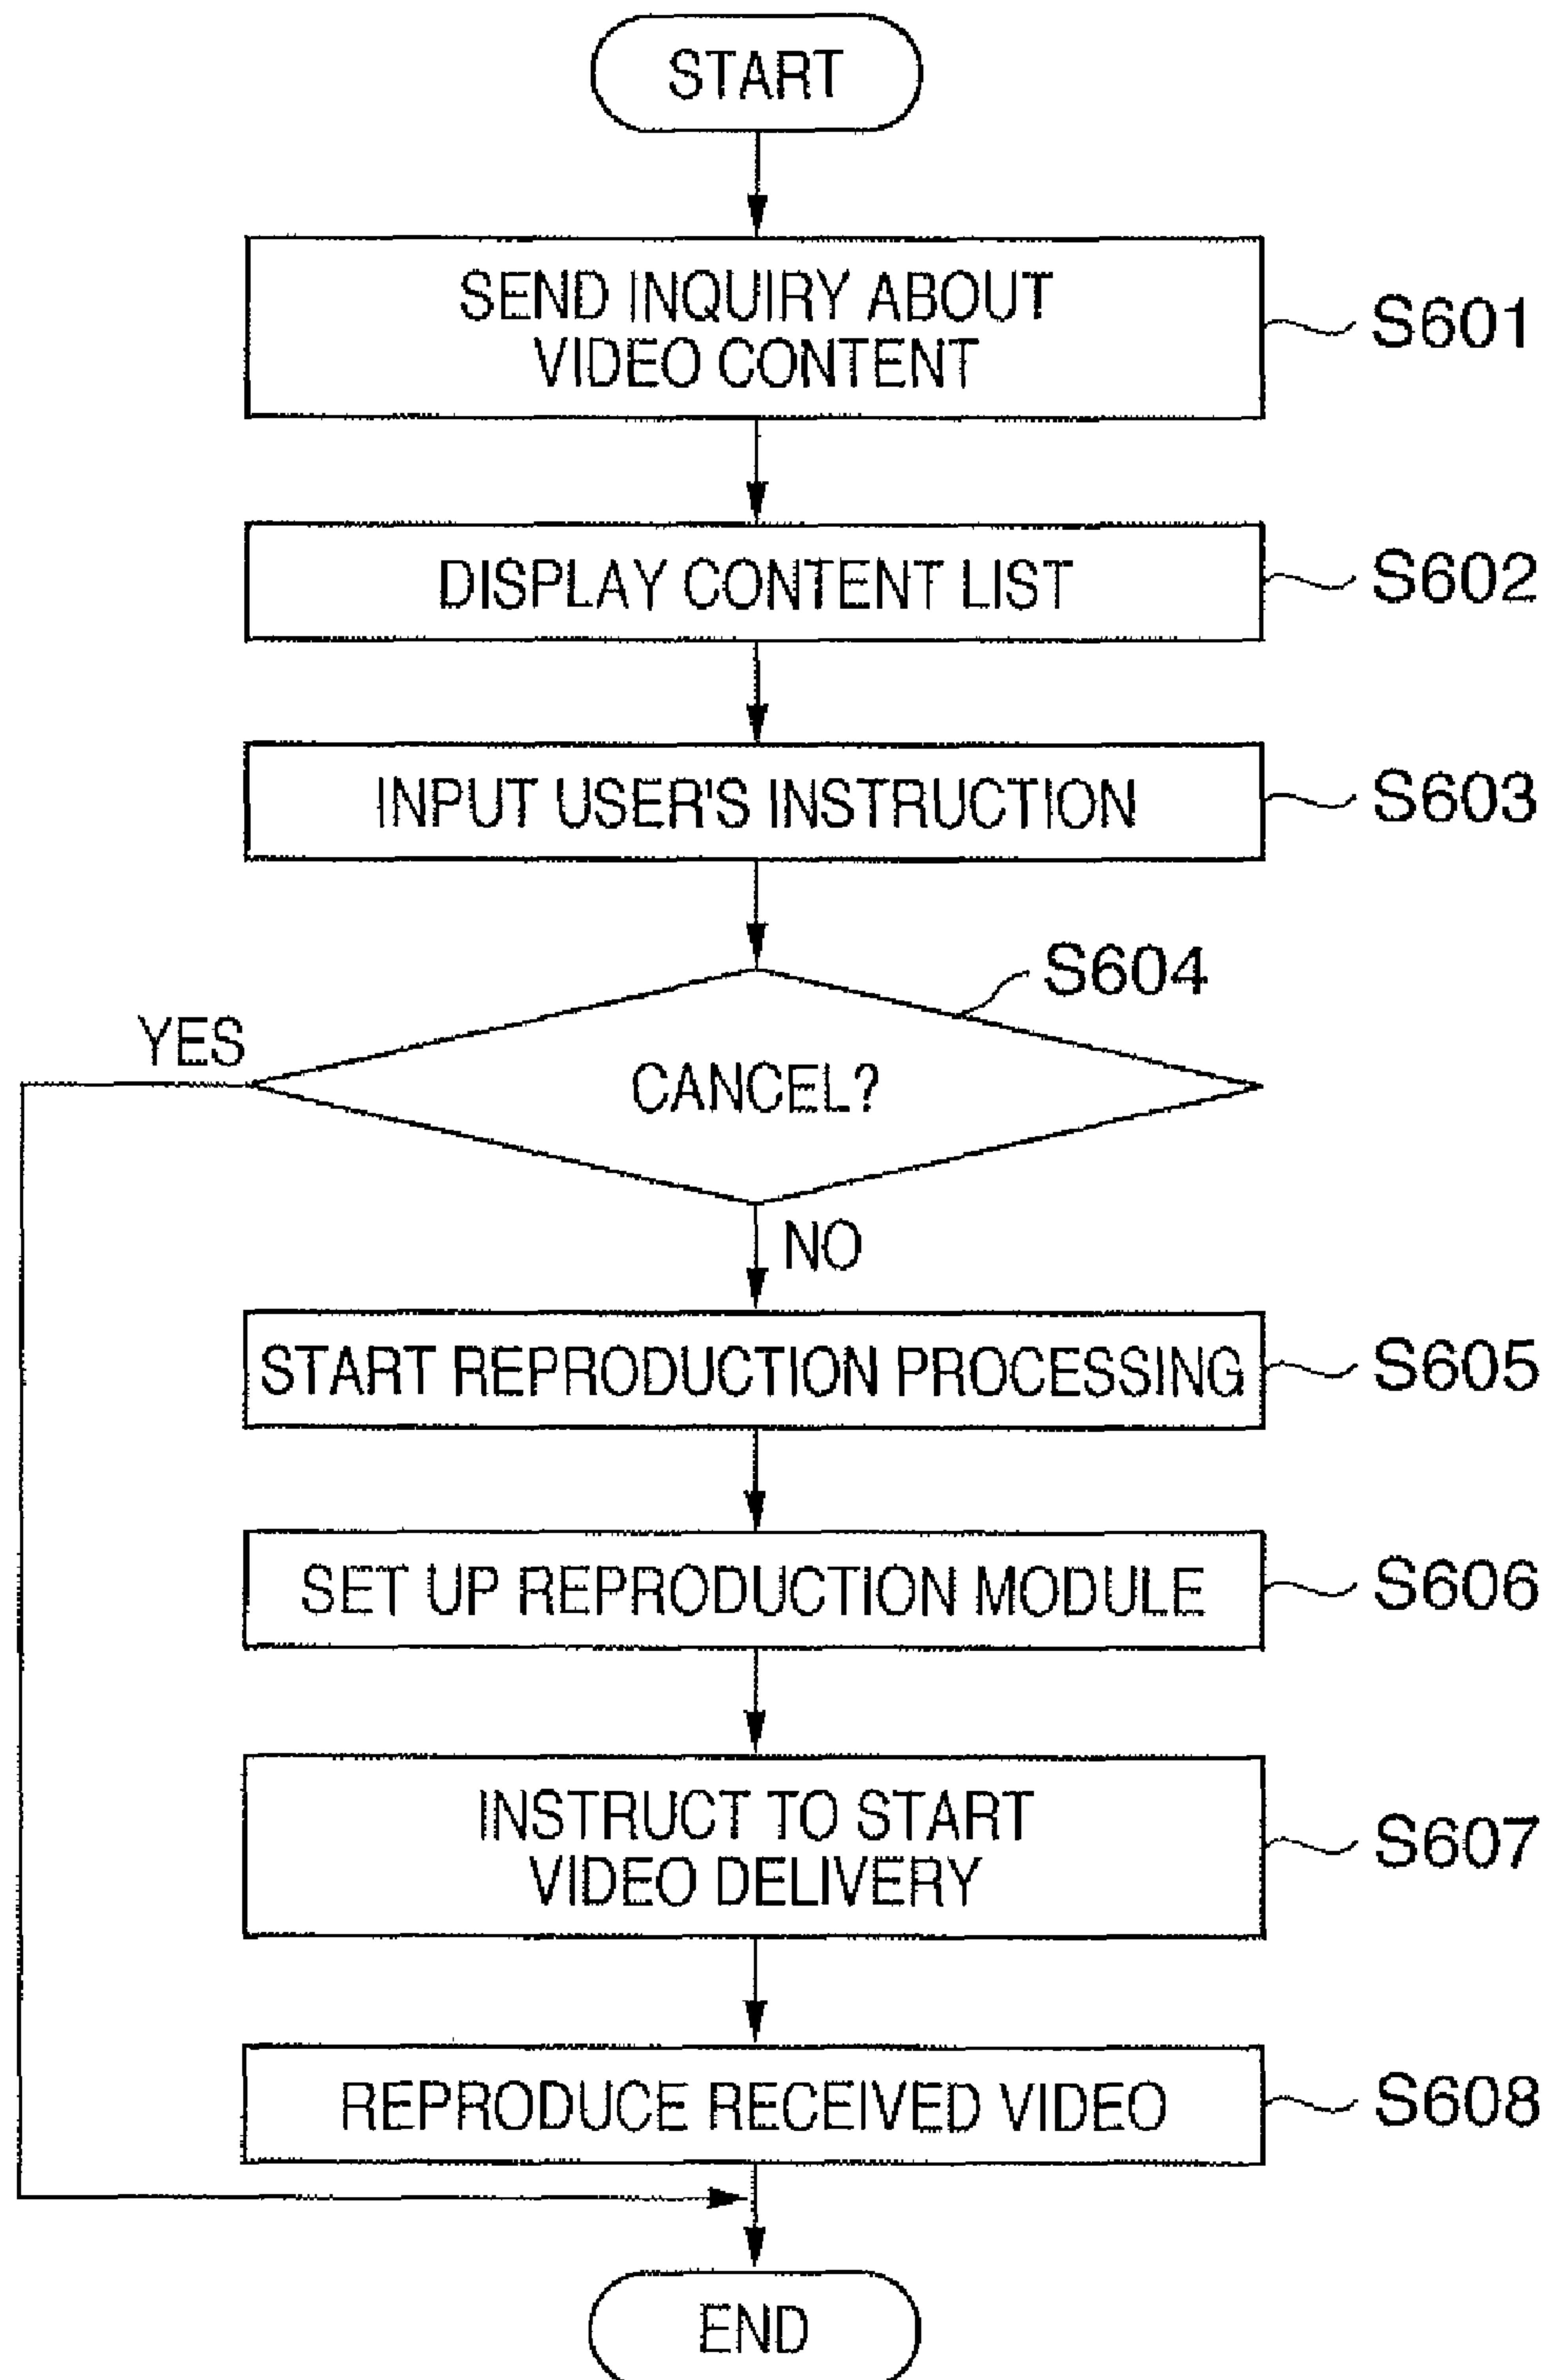 START
SEND INQUIRY ABOUT
VIDEO CONTENT
S601
DISPLAY CONTENT LIST
S602
INPUT USER'S INSTRUCTION
S603
S604
YES
CANCEL?
NO
START REPRODUCTION PROCESSING
S605
SET UP REPRODUCTION MODULE
S606
INSTRUCT TO START
VIDEO DELIVERY
S607
REPRODUCE RECEIVED VIDEO
S608
END